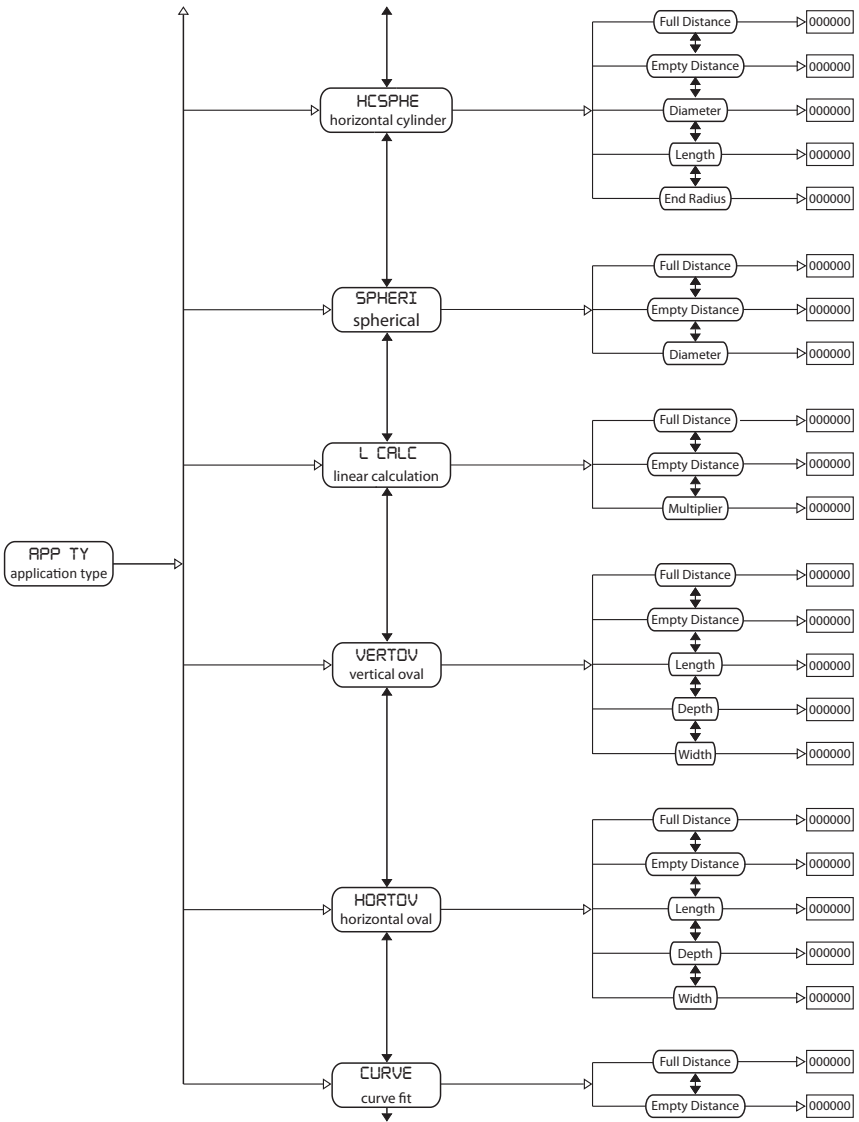 Full Distance 000000
Empty Distance 000000
HCSPHE
horizontal cylinder
Diameter 000000
Length 000000
End Radius 000000
SPHERI
spherical
Full Distance 000000
Empty Distance 000000
Diameter 000000
L CALC
linear calculation
Full Distance 000000
Empty Distance 000000
Multiplier 000000
APP TY
application type
VERTOV
vertical oval
Full Distance 000000
Empty Distance 000000
Length 000000
Depth 000000
Width 000000
HORTOV
horizontal oval
Full Distance 000000
Empty Distance 000000
Length 000000
Depth 000000
Width 000000
CURVE
curve fit
Full Distance 000000
Empty Distance 000000